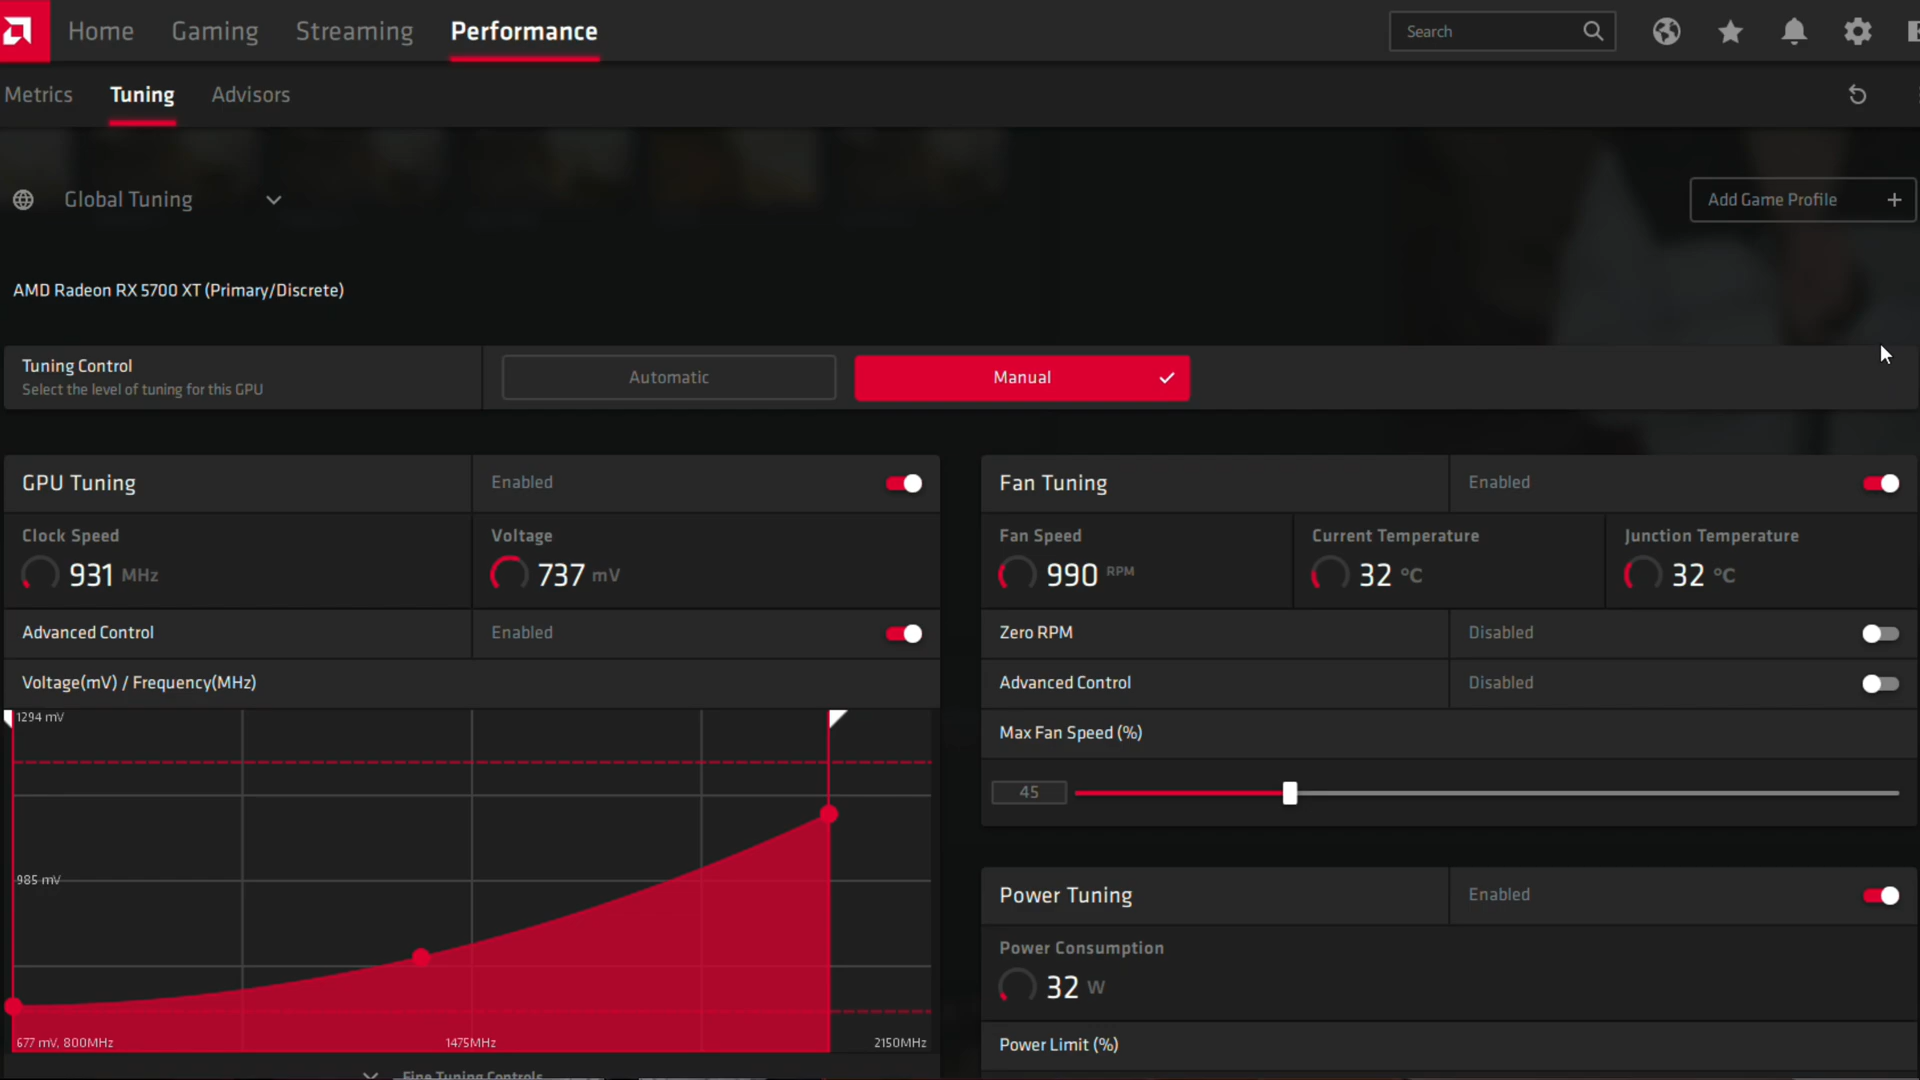 Home Gaming Streaming Performance Search
Metrics Tuning Advisors
Global Tuning Add Game Profile
AMD Radeon RX 5700 XT (Primary/Discrete)
Tuning Control
Select the level of tuning for this GPU
Automatic Manual
GPU Tuning Enabled
Clock Speed Voltage
931 MHz 737 mV
Advanced Control Enabled
Voltage(mV) / Frequency(MHz)
1294 mV
985 mV
677 mV, 800MHz 1475MHz 2150MHz
Fine Tuning Controls
Fan Tuning Enabled
Fan Speed Current Temperature Junction Temperature
990 RPM 32 °C 32 °C
Zero RPM Disabled
Advanced Control Disabled
Max Fan Speed (%)
45
Power Tuning Enabled
Power Consumption
32 W
Power Limit (%)